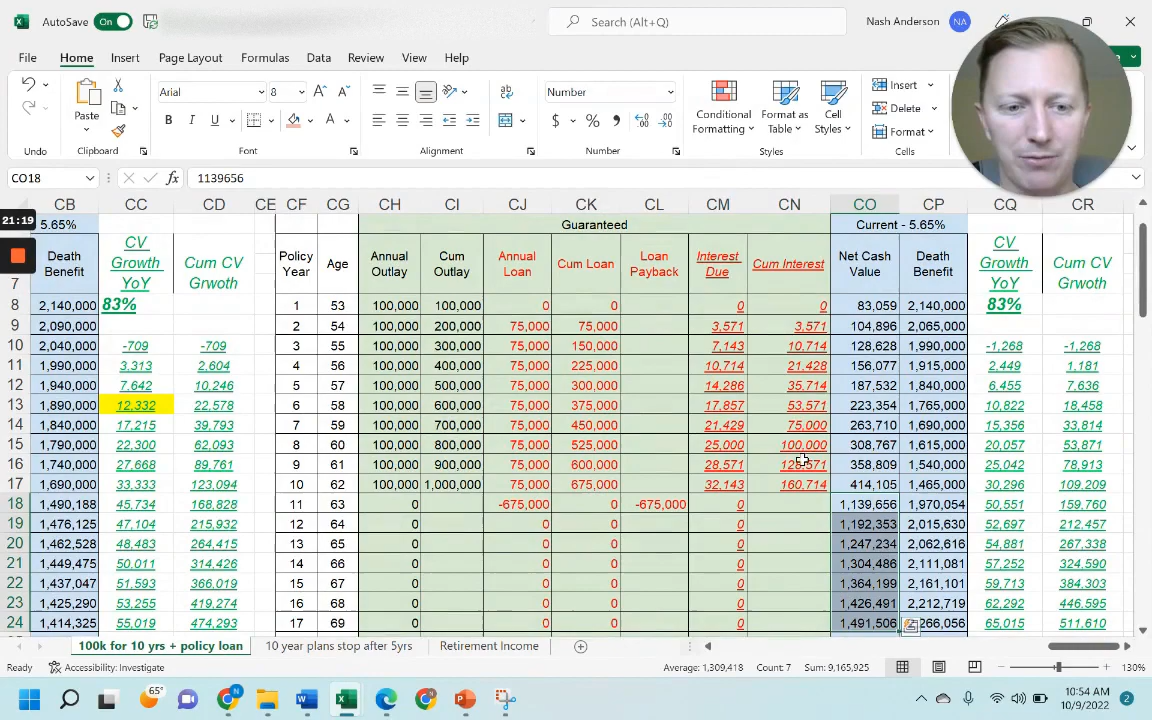 AutoSave On Search (Alt+Q) Nash Anderson NA
File Home Insert Page Layout Formulas Data Review View Help
Paste Arial 8 Number Conditional Formatting Format as Table Cell Styles Insert Delete Format
Undo Clipboard Font Alignment Number Styles Cells
CO18 fx 1139656
21:19
CB CC CD CE CF CG CH CI CJ CK CL CM CN CO CP CQ CR
5.65% Guaranteed Current - 5.65%
7 Death Benefit CV Growth YoY Cum CV Grwoth Policy Year Age Annual Outlay Cum Outlay Annual Loan Cum Loan Loan Payback Interest Due Cum Interest Net Cash Value Death Benefit CV Growth YoY Cum CV Grwoth
8 2,140,000 83% 1 53 100,000 100,000 0 0 0 0 83,059 2,140,000 83%
9 2,090,000 2 54 100,000 200,000 75,000 75,000 3,571 3,571 104,896 2,065,000
10 2,040,000 -709 -709 3 55 100,000 300,000 75,000 150,000 7,143 10,714 128,628 1,990,000 -1,268 -1,268
11 1,990,000 3,313 2,604 4 56 100,000 400,000 75,000 225,000 10,714 21,428 156,077 1,915,000 2,449 1,181
12 1,940,000 7,642 10,246 5 57 100,000 500,000 75,000 300,000 14,286 35,714 187,532 1,840,000 6,455 7,636
13 1,890,000 12,332 22,578 6 58 100,000 600,000 75,000 375,000 17,857 53,571 223,354 1,765,000 10,822 18,458
14 1,840,000 17,215 39,793 7 59 100,000 700,000 75,000 450,000 21,429 75,000 263,710 1,690,000 15,356 33,814
15 1,790,000 22,300 62,093 8 60 100,000 800,000 75,000 525,000 25,000 100,000 308,767 1,615,000 20,057 53,871
16 1,740,000 27,668 89,761 9 61 100,000 900,000 75,000 600,000 28,571 358,809 1,540,000 25,042 78,913
17 1,690,000 33,333 123,094 10 62 100,000 1,000,000 75,000 675,000 32,143 160,714 414,105 1,465,000 30,296 109,209
18 1,490,188 45,734 168,828 11 63 0 -675,000 0 -675,000 0 1,139,656 1,970,054 50,551 159,760
19 1,476,125 47,104 215,932 12 64 0 0 0 0 1,192,353 2,015,630 52,697 212,457
20 1,462,528 48,483 264,415 13 65 0 0 0 0 1,247,234 2,062,616 54,881 267,338
21 1,449,475 50,011 314,426 14 66 0 0 0 0 1,304,486 2,111,081 57,252 324,590
22 1,437,047 51,593 366,019 15 67 0 0 0 0 1,364,199 2,161,101 59,713 384,303
23 1,425,290 53,255 419,274 16 68 0 0 0 0 1,426,491 2,212,719 62,292 446,595
24 1,414,325 55,019 474,293 17 69 0 0 0 0 1,491,506 266,056 65,015 511,610
100k for 10 yrs + policy loan 10 year plans stop after 5yrs Retirement Income
Ready Accessibility: Investigate Average: 1,309,418 Count: 7 Sum: 9,165,925 130%
65° 10:54 AM
10/9/2022 2